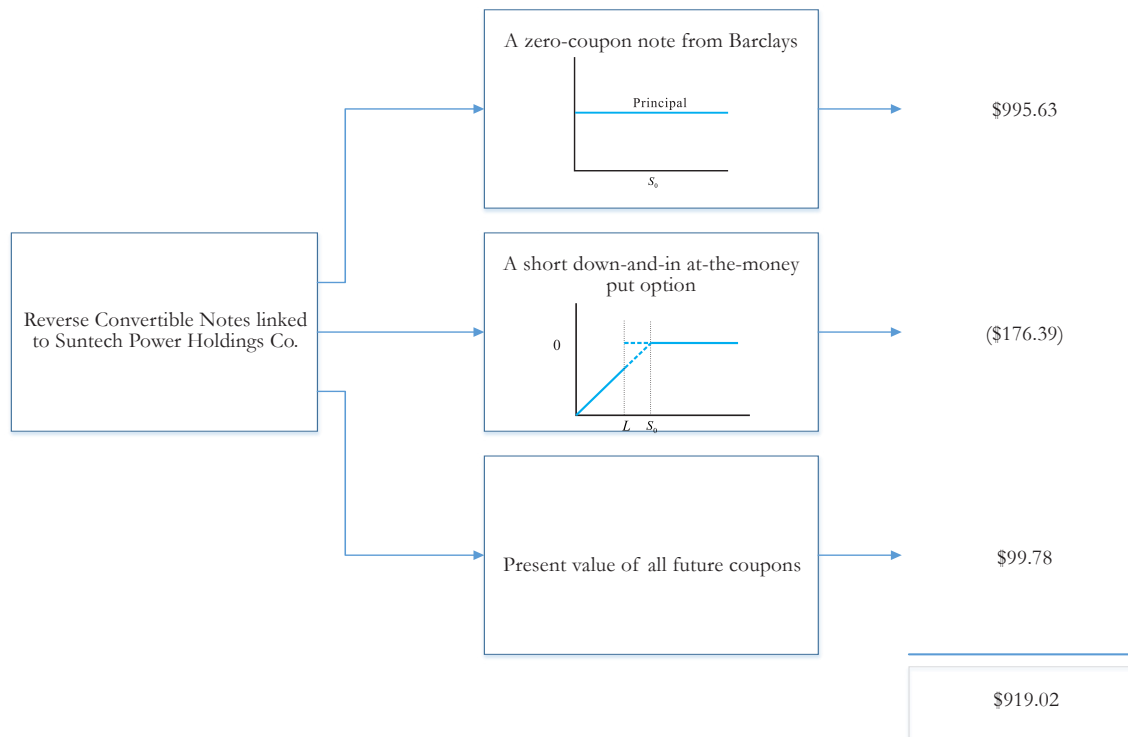 A zero-coupon note from Barclays
Principal
S₀
$995.63
Reverse Convertible Notes linked
to Suntech Power Holdings Co.
A short down-and-in at-the-money
put option
0
L S₀
($176.39)
Present value of all future coupons
$99.78
$919.02